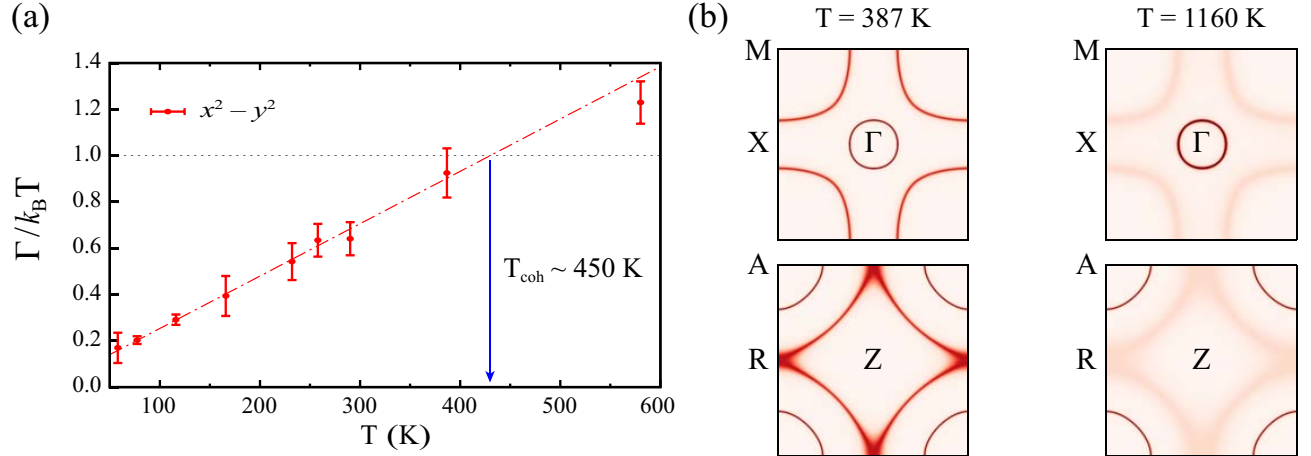 (a)
(b)
T = 387 K
T = 1160 K
x² − y²
Γ/k_BT
1.4
1.2
1.0
0.8
0.6
0.4
0.2
0.0
T_coh ~ 450 K
100
200
300
400
500
600
T (K)
M
X
Γ
M
X
Γ
A
R
Z
A
R
Z